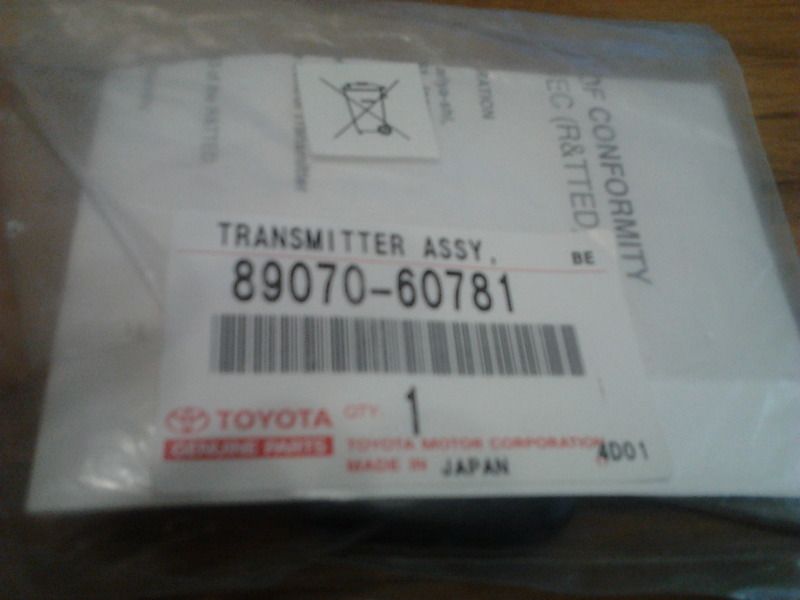 OF CONFORMITY
EC (R&TTED
TRANSMITTER ASSY.
BE
89070-60781
TOYOTA
GENUINE PARTS
QTY. 1
TOYOTA MOTOR CORPORATION
4D01
MADE IN JAPAN